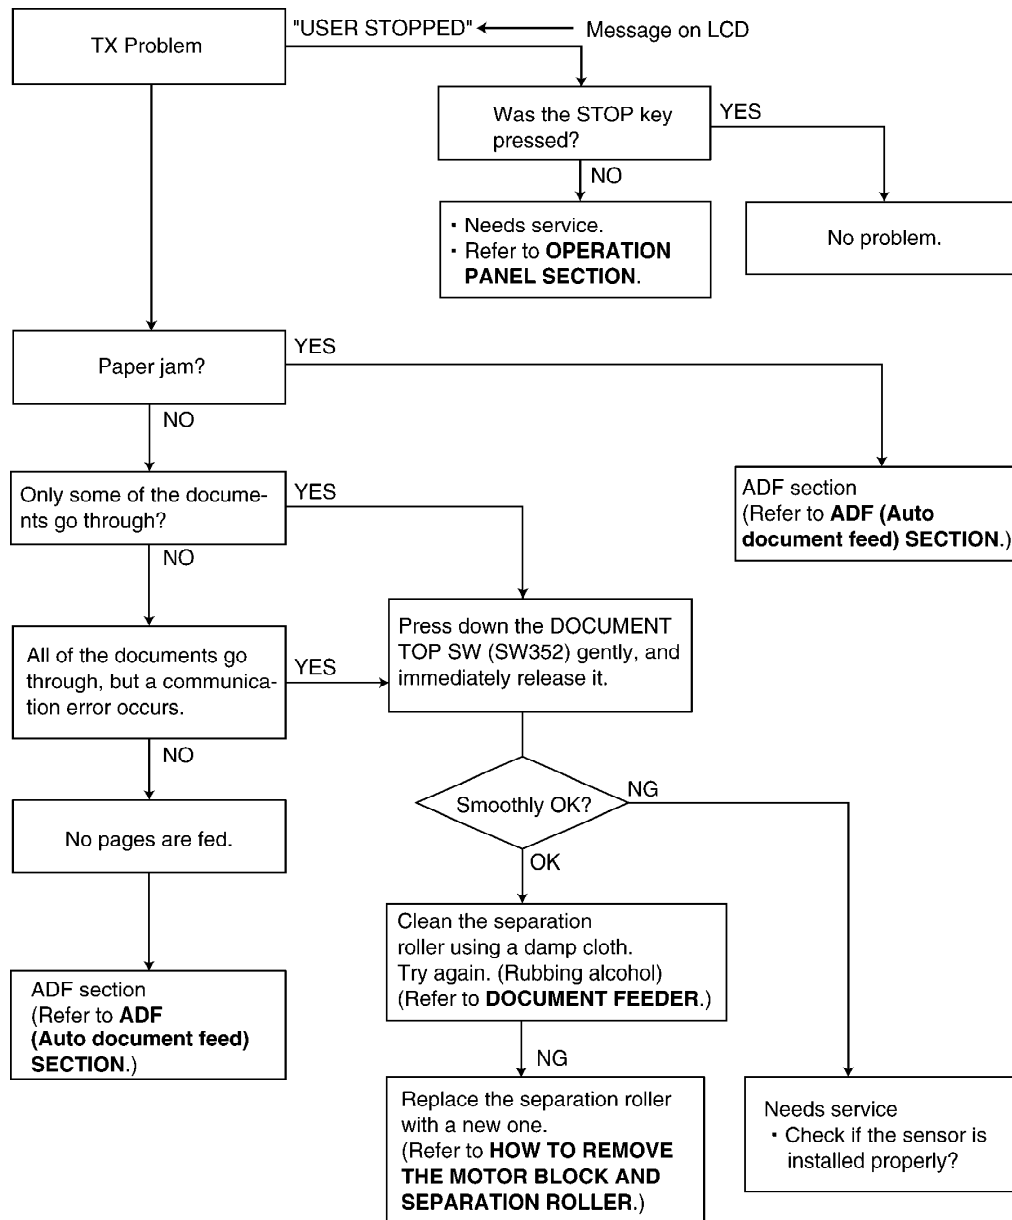 TX Problem
"USER STOPPED"
Message on LCD
Was the STOP key
pressed?
YES
NO
・Needs service.
・Refer to OPERATION
PANEL SECTION.
No problem.
Paper jam?
YES
NO
Only some of the docume-
nts go through?
YES
NO
ADF section
(Refer to ADF (Auto
document feed) SECTION.)
All of the documents go
through, but a communica-
tion error occurs.
YES
NO
Press down the DOCUMENT
TOP SW (SW352) gently, and
immediately release it.
Smoothly OK?
NG
OK
No pages are fed.
ADF section
(Refer to ADF
(Auto document feed)
SECTION.)
Clean the separation
roller using a damp cloth.
Try again. (Rubbing alcohol)
(Refer to DOCUMENT FEEDER.)
NG
Replace the separation roller
with a new one.
(Refer to HOW TO REMOVE
THE MOTOR BLOCK AND
SEPARATION ROLLER.)
Needs service
・Check if the sensor is
installed properly?